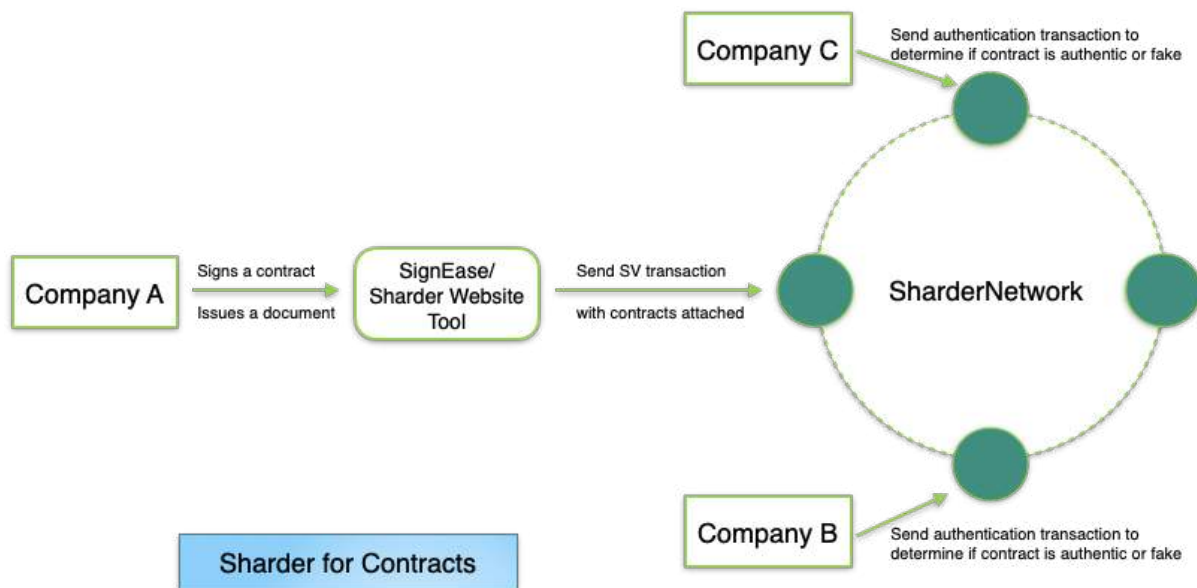 Company C
Send authentication transaction to
determine if contract is authentic or fake
Company A
Signs a contract
Issues a document
SignEase/
Sharder Website
Tool
Send SV transaction
with contracts attached
SharderNetwork
Company B
Send authentication transaction to
determine if contract is authentic or fake
Sharder for Contracts